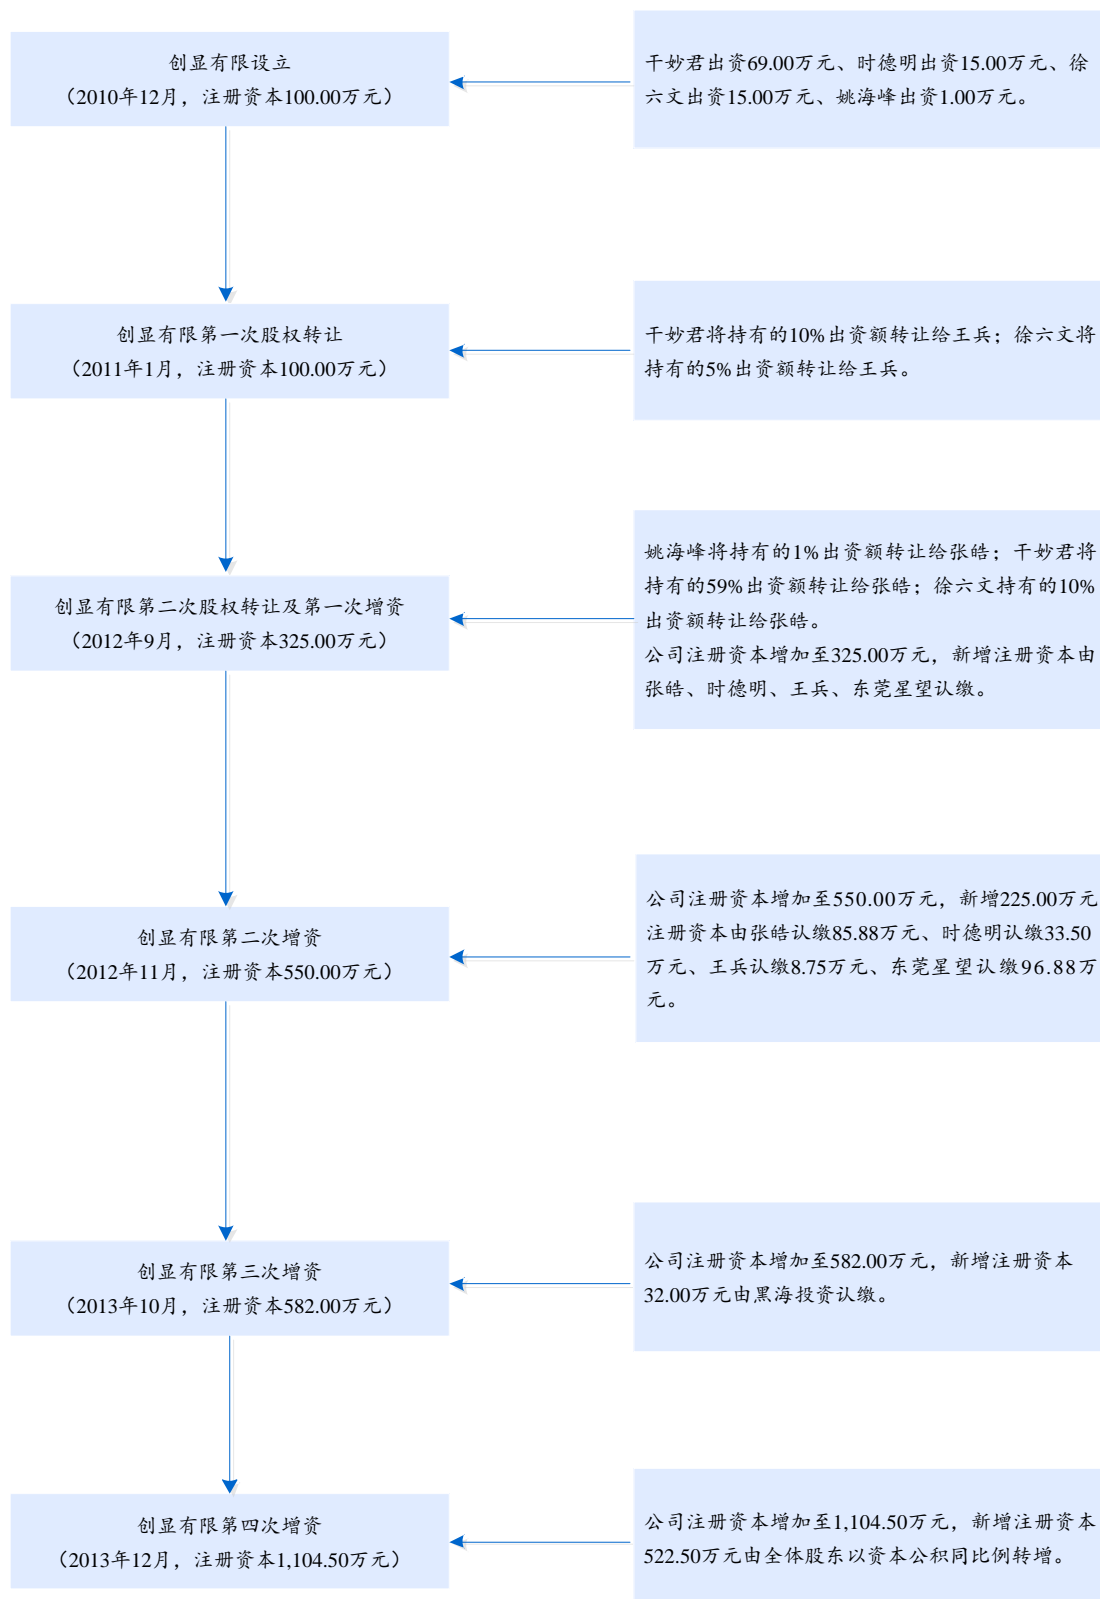 创显有限设立
（2010年12月，注册资本100.00万元）
干妙君出资69.00万元、时德明出资15.00万元、徐
六文出资15.00万元、姚海峰出资1.00万元。
创显有限第一次股权转让
（2011年1月，注册资本100.00万元）
干妙君将持有的10%出资额转让给王兵；徐六文将
持有的5%出资额转让给王兵。
创显有限第二次股权转让及第一次增资
（2012年9月，注册资本325.00万元）
姚海峰将持有的1%出资额转让给张皓；干妙君将
持有的59%出资额转让给张皓；徐六文持有的10%
出资额转让给张皓。
公司注册资本增加至325.00万元，新增注册资本由
张皓、时德明、王兵、东莞星望认缴。
创显有限第二次增资
（2012年11月，注册资本550.00万元）
公司注册资本增加至550.00万元，新增225.00万元
注册资本由张皓认缴85.88万元、时德明认缴33.50
万元、王兵认缴8.75万元、东莞星望认缴96.88万
元。
创显有限第三次增资
（2013年10月，注册资本582.00万元）
公司注册资本增加至582.00万元，新增注册资本
32.00万元由黑海投资认缴。
创显有限第四次增资
（2013年12月，注册资本1,104.50万元）
公司注册资本增加至1,104.50万元，新增注册资本
522.50万元由全体股东以资本公积同比例转增。